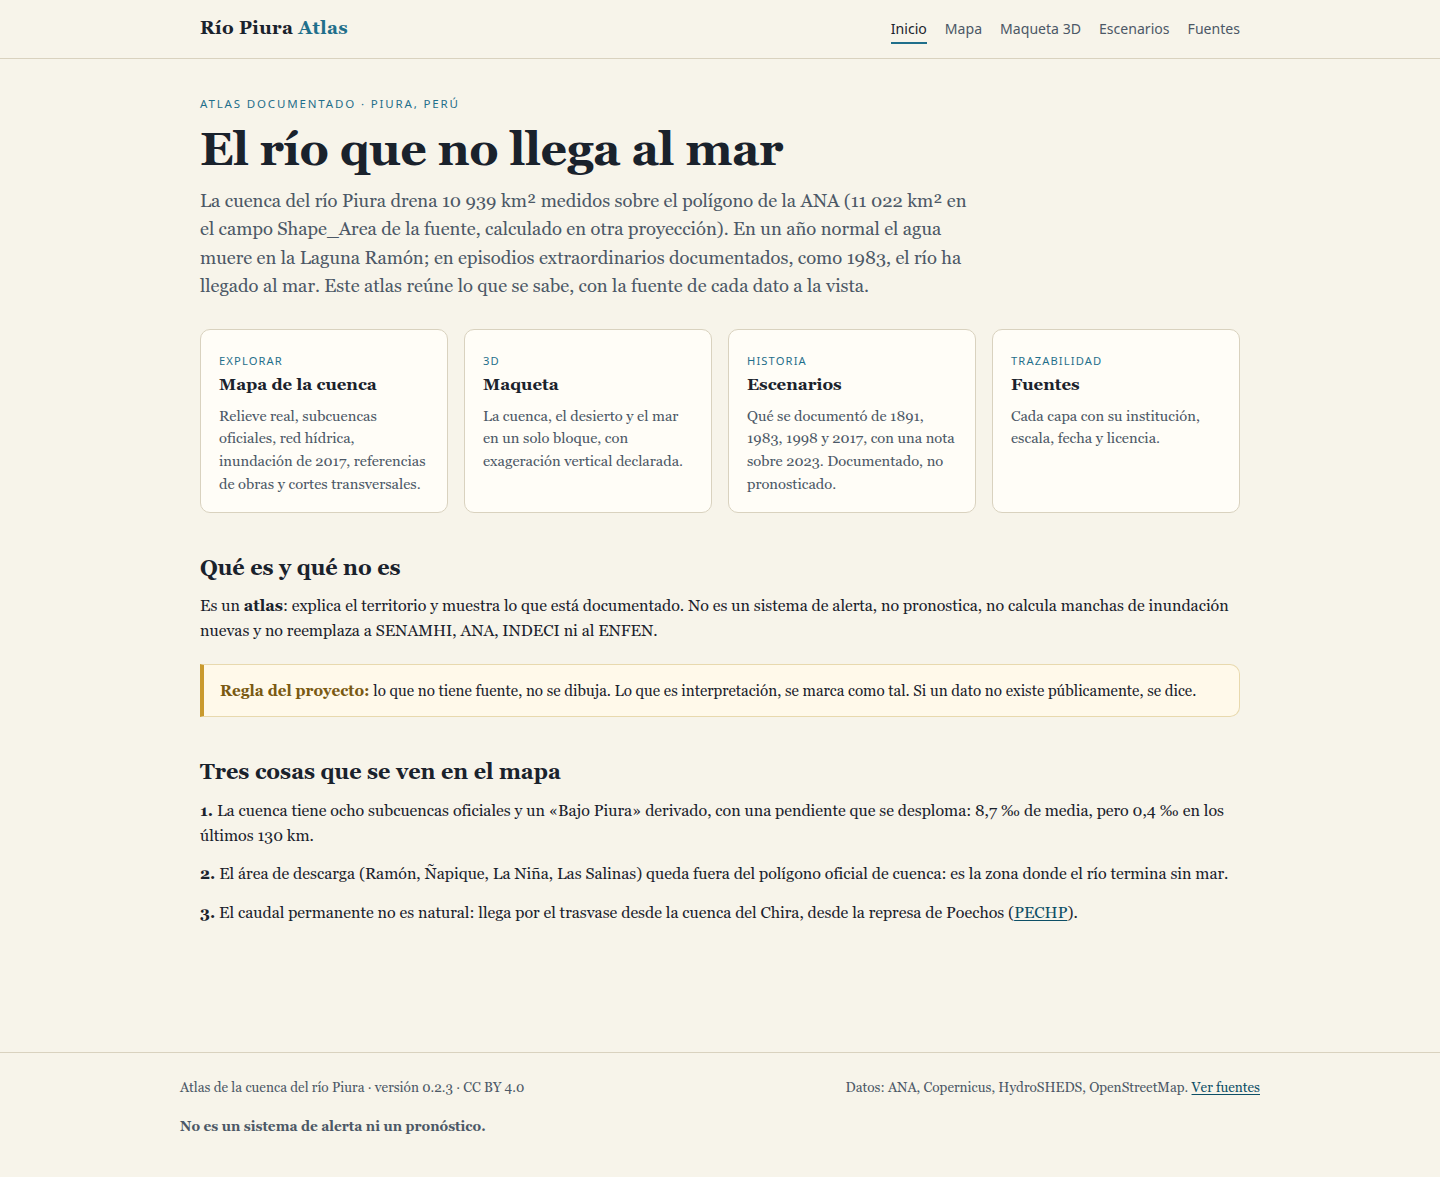 Río Piura Atlas
Inicio Mapa Maqueta 3D Escenarios Fuentes
ATLAS DOCUMENTADO · PIURA, PERÚ
El río que no llega al mar
La cuenca del río Piura drena 10 939 km² medidos sobre el polígono de la ANA (11 022 km² en
el campo Shape_Area de la fuente, calculado en otra proyección). En un año normal el agua
muere en la Laguna Ramón; en episodios extraordinarios documentados, como 1983, el río ha
llegado al mar. Este atlas reúne lo que se sabe, con la fuente de cada dato a la vista.
EXPLORAR
Mapa de la cuenca
Relieve real, subcuencas
oficiales, red hídrica,
inundación de 2017, referencias
de obras y cortes transversales.
3D
Maqueta
La cuenca, el desierto y el mar
en un solo bloque, con
exageración vertical declarada.
HISTORIA
Escenarios
Qué se documentó de 1891,
1983, 1998 y 2017, con una nota
sobre 2023. Documentado, no
pronosticado.
TRAZABILIDAD
Fuentes
Cada capa con su institución,
escala, fecha y licencia.
Qué es y qué no es
Es un atlas: explica el territorio y muestra lo que está documentado. No es un sistema de alerta, no pronostica, no calcula manchas de inundación
nuevas y no reemplaza a SENAMHI, ANA, INDECI ni al ENFEN.
Regla del proyecto: lo que no tiene fuente, no se dibuja. Lo que es interpretación, se marca como tal. Si un dato no existe públicamente, se dice.
Tres cosas que se ven en el mapa
1. La cuenca tiene ocho subcuencas oficiales y un «Bajo Piura» derivado, con una pendiente que se desploma: 8,7 ‰ de media, pero 0,4 ‰ en los
últimos 130 km.
2. El área de descarga (Ramón, Ñapique, La Niña, Las Salinas) queda fuera del polígono oficial de cuenca: es la zona donde el río termina sin mar.
3. El caudal permanente no es natural: llega por el trasvase desde la cuenca del Chira, desde la represa de Poechos (PECHP).
Atlas de la cuenca del río Piura · versión 0.2.3 · CC BY 4.0
Datos: ANA, Copernicus, HydroSHEDS, OpenStreetMap. Ver fuentes
No es un sistema de alerta ni un pronóstico.